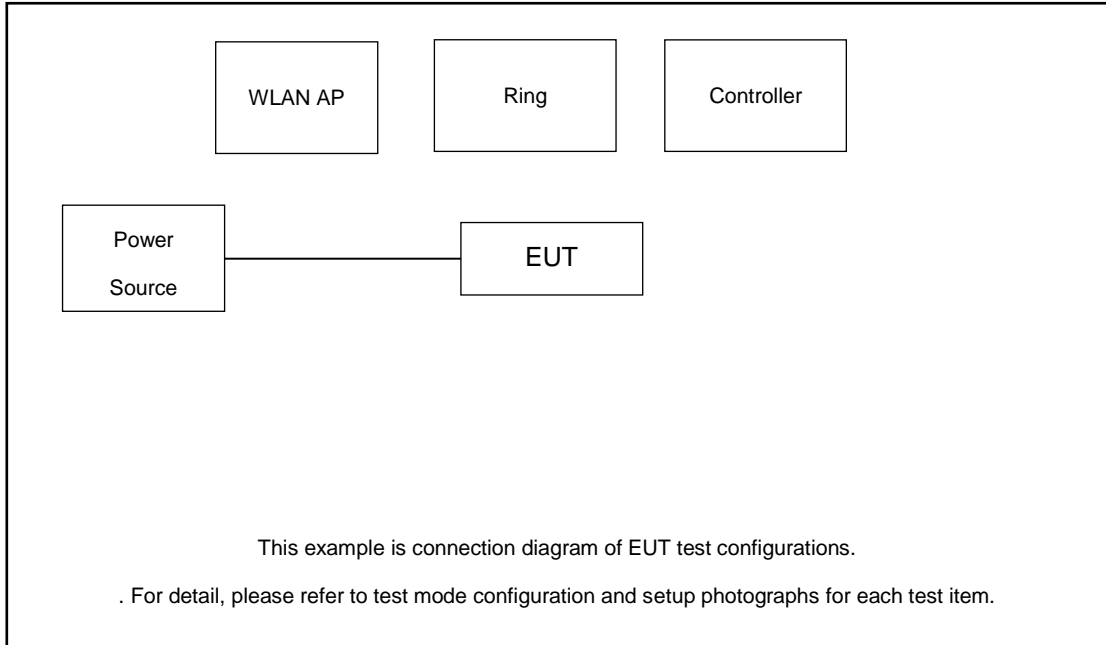 WLAN AP
Ring
Controller
Power
Source
EUT
This example is connection diagram of EUT test configurations.
. For detail, please refer to test mode configuration and setup photographs for each test item.